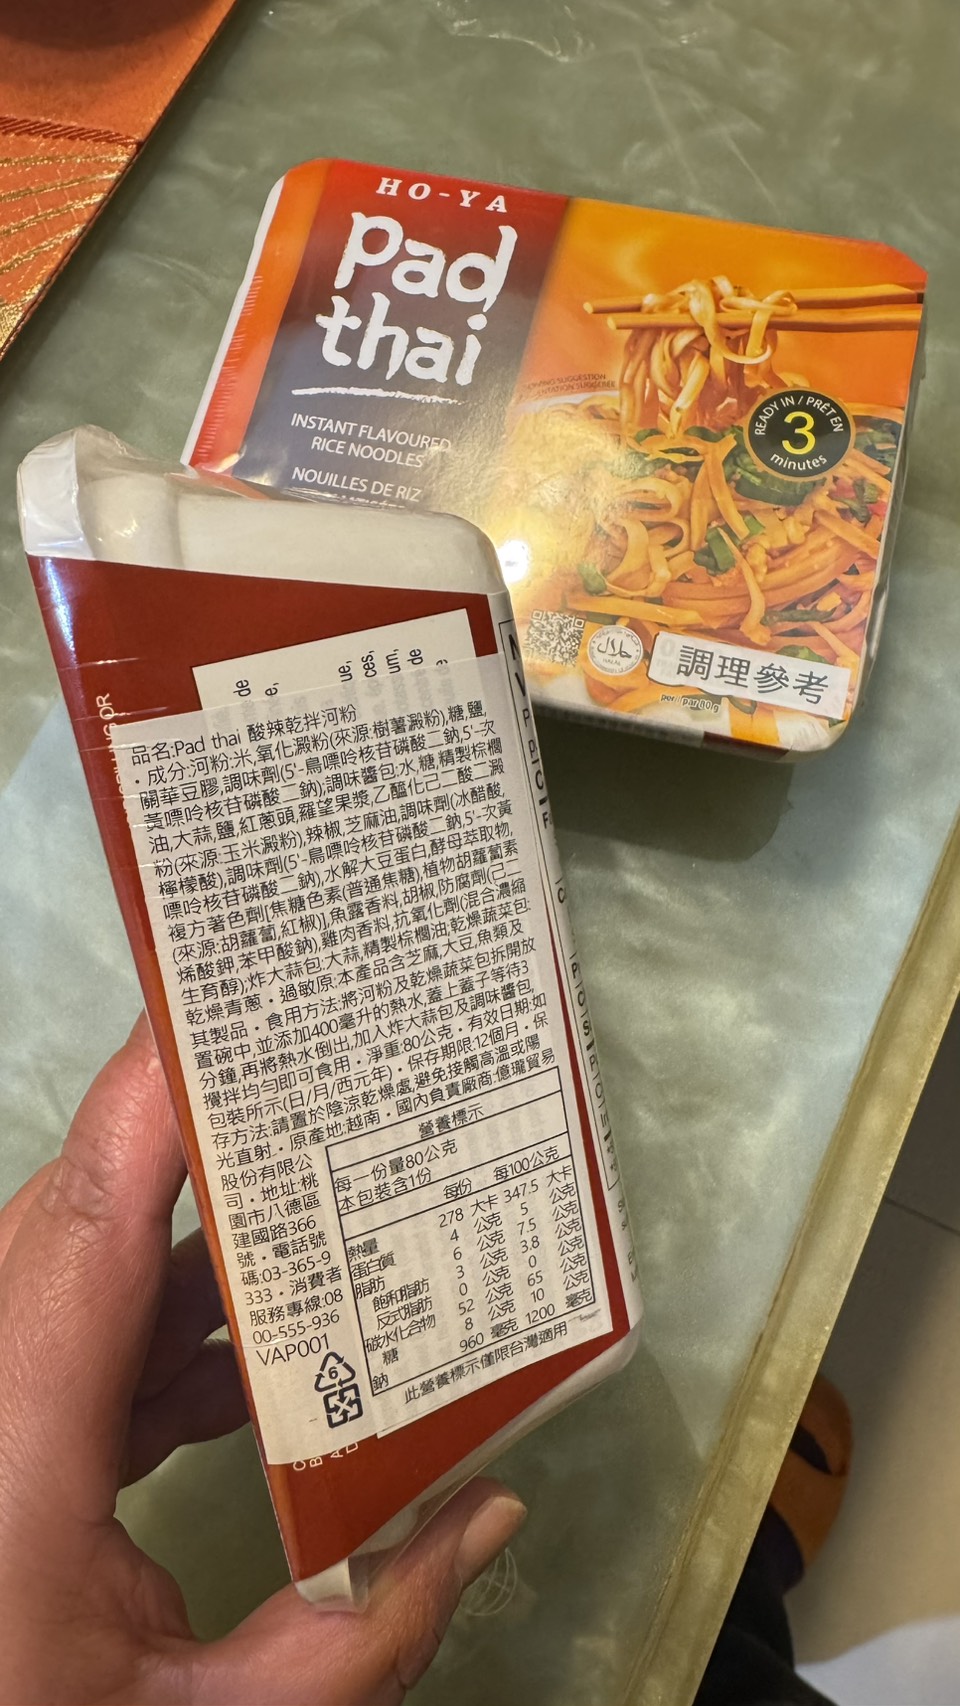 HO-YA
Pad
thai
INSTANT FLAVOURED
RICE NOODLES
NOUILLES DE RIZ
READY IN / PRÊT EN
3
minutes
HALAL
調理參考
per / par 80 g
de
ue,
ces,
um,
de
品名:Pad thai 酸辣乾拌河粉
・成分:河粉:米,氧化澱粉(來源:樹薯澱粉),糖,鹽,
關華豆膠,調味劑(5'-鳥嘌呤核苷磷酸二鈉,5'-次
黃嘌呤核苷磷酸二鈉);調味醬包:水,糖,精製棕櫚
油,大蒜,鹽,紅蔥頭,羅望果漿,乙醯化己二酸二澱
粉(來源:玉米澱粉),辣椒,芝麻油,調味劑(冰醋酸,
檸檬酸),調味劑(5'-鳥嘌呤核苷磷酸二鈉,5'-次黃
嘌呤核苷磷酸二鈉),水解大豆蛋白,酵母萃取物,
複方著色劑[焦糖色素(普通焦糖),植物胡蘿蔔素
(來源:胡蘿蔔,紅椒)],魚露香料,胡椒,防腐劑(己二
烯酸鉀,苯甲酸鈉),雞肉香料,抗氧化劑(混合濃縮
生育醇);炸大蒜包:大蒜,精製棕櫚油;乾燥蔬菜包:
乾燥青蔥・過敏原:本產品含芝麻,大豆,魚類及
其製品・食用方法:將河粉及乾燥蔬菜包拆開放
置碗中,並添加400毫升的熱水,蓋上蓋子等待3
分鐘,再將熱水倒出,加入炸大蒜包及調味醬包,
攪拌均勻即可食用・淨重:80公克・有效日期:如
包裝所示(日/月/西元年)・保存期限:12個月・保
存方法:請置於陰涼乾燥處,避免接觸高溫或陽
光直射・原產地:越南・國內負責廠商:億瓏貿易
股份有限公
司・地址:桃
園市八德區
建國路366
號・電話號
碼:03-365-9
333・消費者
服務專線:08
00-555-936
VAP001
營養標示
每一份量80公克
本包裝含1份
每份 每100公克
熱量 278 大卡 347.5 大卡
蛋白質 4 公克 5 公克
脂肪 6 公克 7.5 公克
飽和脂肪 3 公克 3.8 公克
反式脂肪 0 公克 0 公克
碳水化合物 52 公克 65 公克
糖 8 公克 10 公克
鈉 960 毫克 1200 毫克
此營養標示僅限台灣適用
6